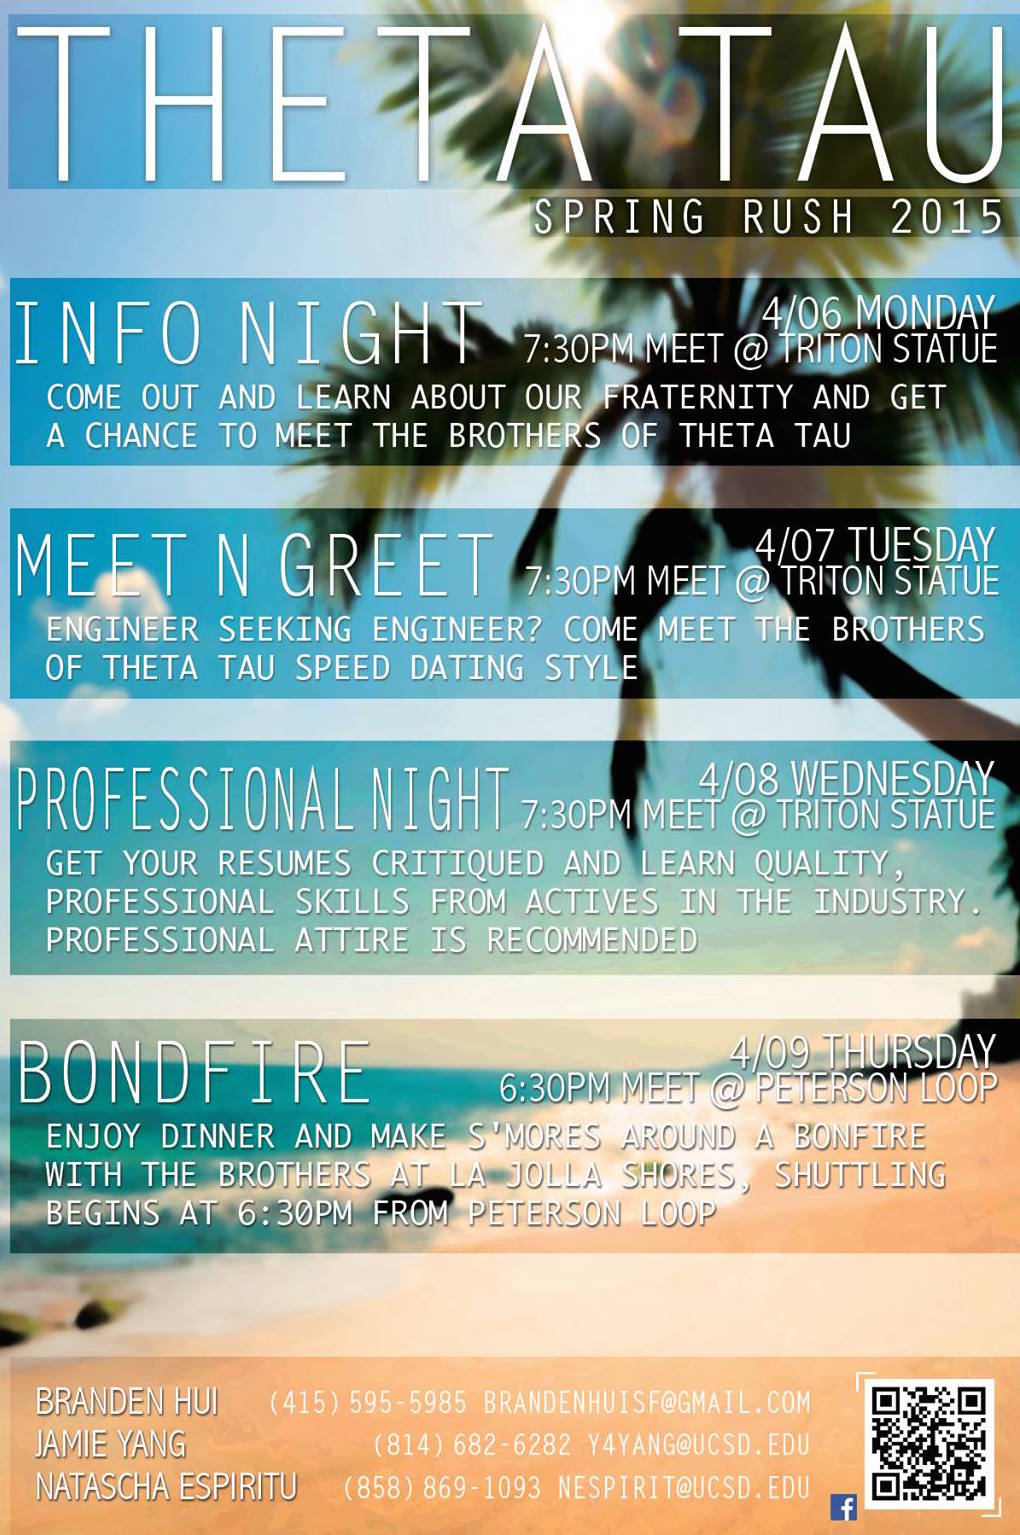 THETA TAU
SPRING RUSH 2015
INFO NIGHT
4/06 MONDAY
7:30PM MEET @ TRITON STATUE
COME OUT AND LEARN ABOUT OUR FRATERNITY AND GET
A CHANCE TO MEET THE BROTHERS OF THETA TAU
MEET N GREET
4/07 TUESDAY
7:30PM MEET @ TRITON STATUE
ENGINEER SEEKING ENGINEER? COME MEET THE BROTHERS
OF THETA TAU SPEED DATING STYLE
PROFESSIONAL NIGHT
4/08 WEDNESDAY
7:30PM MEET @ TRITON STATUE
GET YOUR RESUMES CRITIQUED AND LEARN QUALITY,
PROFESSIONAL SKILLS FROM ACTIVES IN THE INDUSTRY.
PROFESSIONAL ATTIRE IS RECOMMENDED
BONDFIRE
4/09 THURSDAY
6:30PM MEET @ PETERSON LOOP
ENJOY DINNER AND MAKE S'MORES AROUND A BONFIRE
WITH THE BROTHERS AT LA JOLLA SHORES, SHUTTLING
BEGINS AT 6:30PM FROM PETERSON LOOP
BRANDEN HUI (415) 595-5985 BRANDENHUISF@GMAIL.COM
JAMIE YANG (814) 682-6282 Y4YANG@UCSD.EDU
NATASCHA ESPIRITU (858) 869-1093 NESPIRIT@UCSD.EDU
f